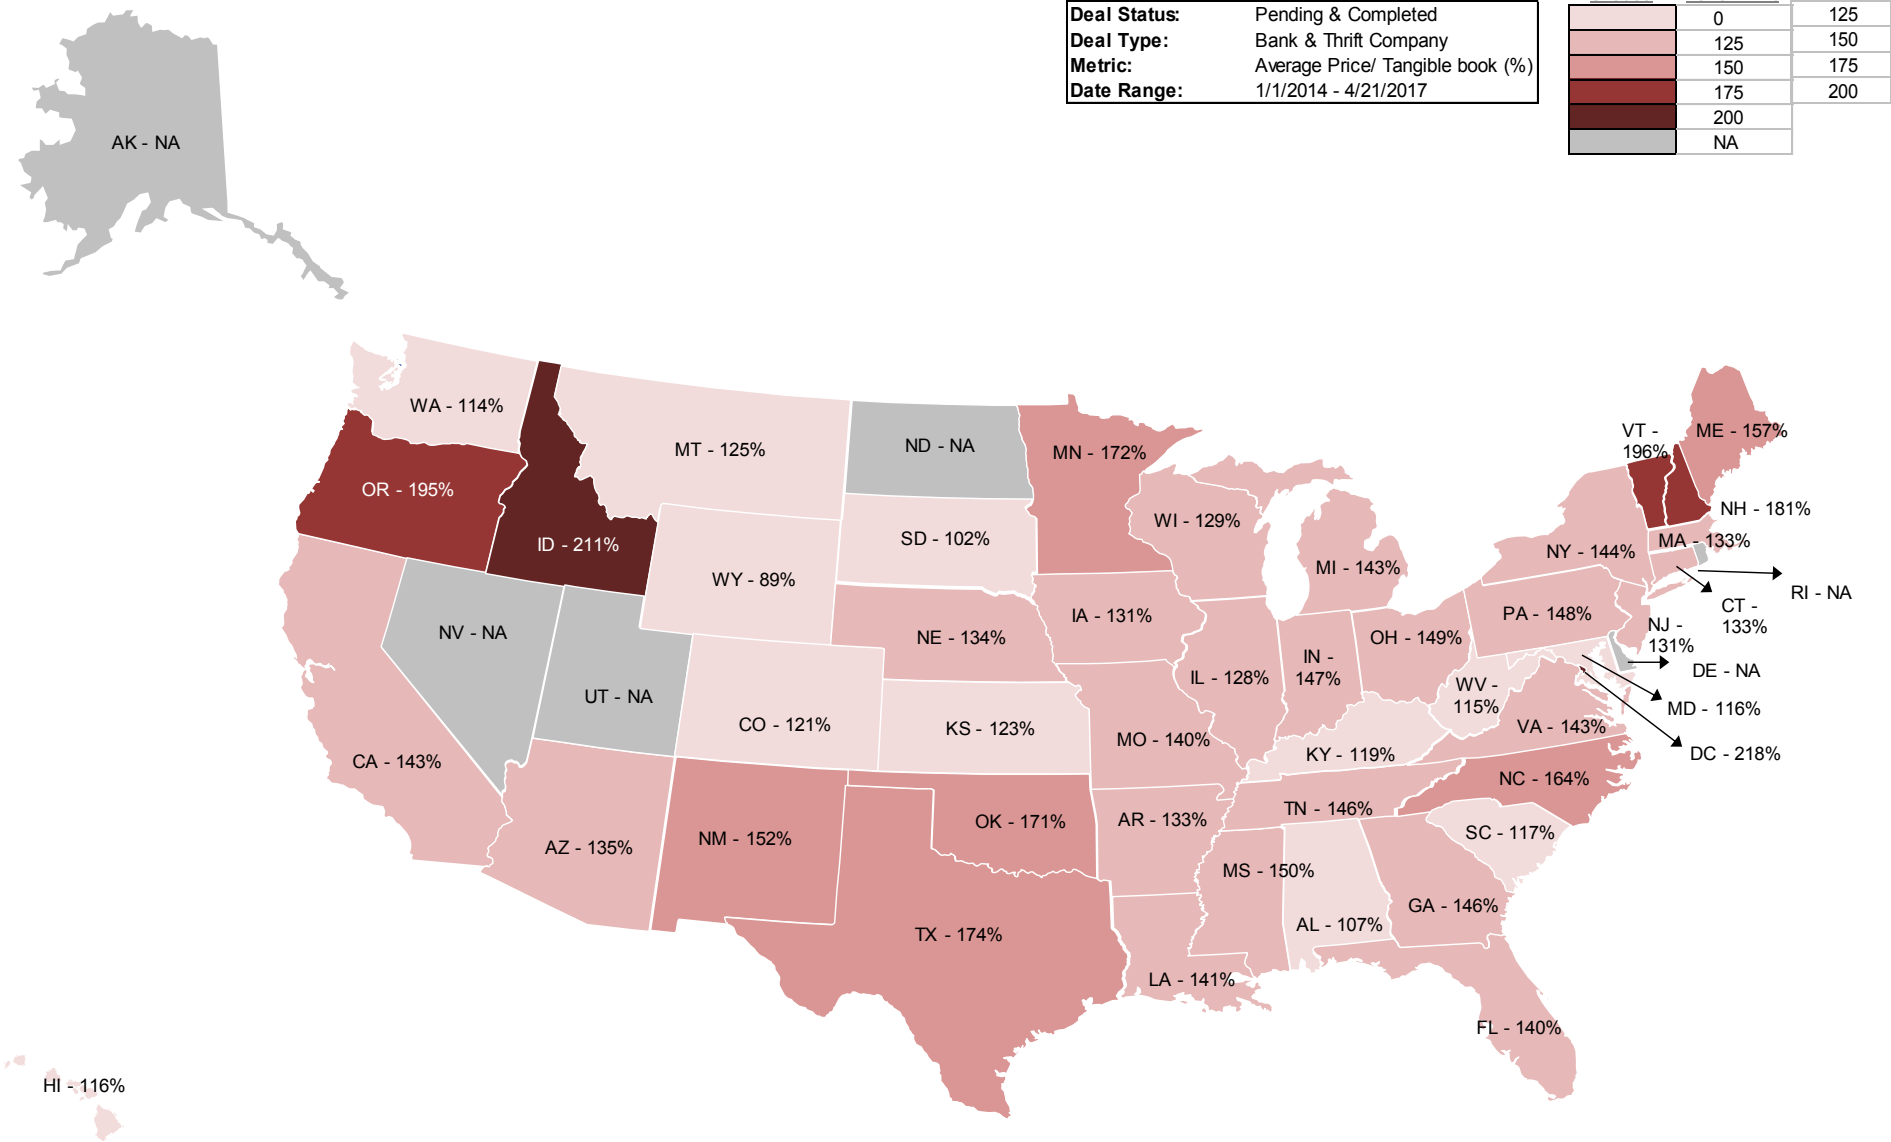 Deal Status: Pending & Completed
Deal Type: Bank & Thrift Company
Metric: Average Price/ Tangible book (%)
Date Range: 1/1/2014 - 4/21/2017
0 125
125 150
150 175
175 200
200
NA
AK - NA
WA - 114%
MT - 125%
ND - NA
MN - 172%
VT -
196%
ME - 157%
OR - 195%
ID - 211%
SD - 102%
WI - 129%
NH - 181%
NY - 144%
MA - 133%
WY - 89%
MI - 143%
RI - NA
CT -
133%
NV - NA
NE - 134%
IA - 131%
PA - 148%
NJ -
131%
OH - 149%
IN -
147%
IL - 128%
DE - NA
UT - NA
WV -
115%
MD - 116%
CO - 121%
KS - 123%
MO - 140%
VA - 143%
KY - 119%
DC - 218%
CA - 143%
NC - 164%
TN - 146%
AZ - 135%
NM - 152%
OK - 171%
AR - 133%
SC - 117%
MS - 150%
GA - 146%
AL - 107%
TX - 174%
LA - 141%
FL - 140%
HI - 116%